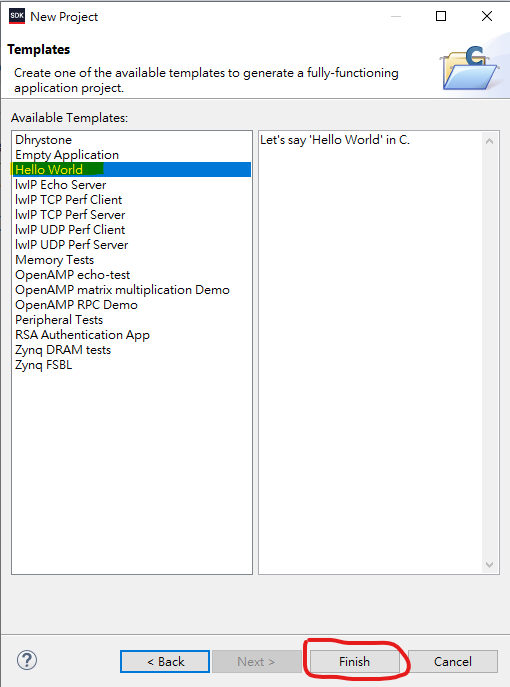 SDK New Project
Templates
Create one of the available templates to generate a fully-functioning
application project.
Available Templates:
Dhrystone
Empty Application
Hello World
lwIP Echo Server
lwIP TCP Perf Client
lwIP TCP Perf Server
lwIP UDP Perf Client
lwIP UDP Perf Server
Memory Tests
OpenAMP echo-test
OpenAMP matrix multiplication Demo
OpenAMP RPC Demo
Peripheral Tests
RSA Authentication App
Zynq DRAM tests
Zynq FSBL
Let's say 'Hello World' in C.
? < Back Next > Finish Cancel